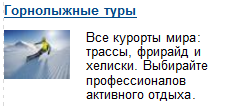 Горнолыжные туры
Все курорты мира:
трассы, фрирайд и
хелиски. Выбирайте
профессионалов
активного отдыха.